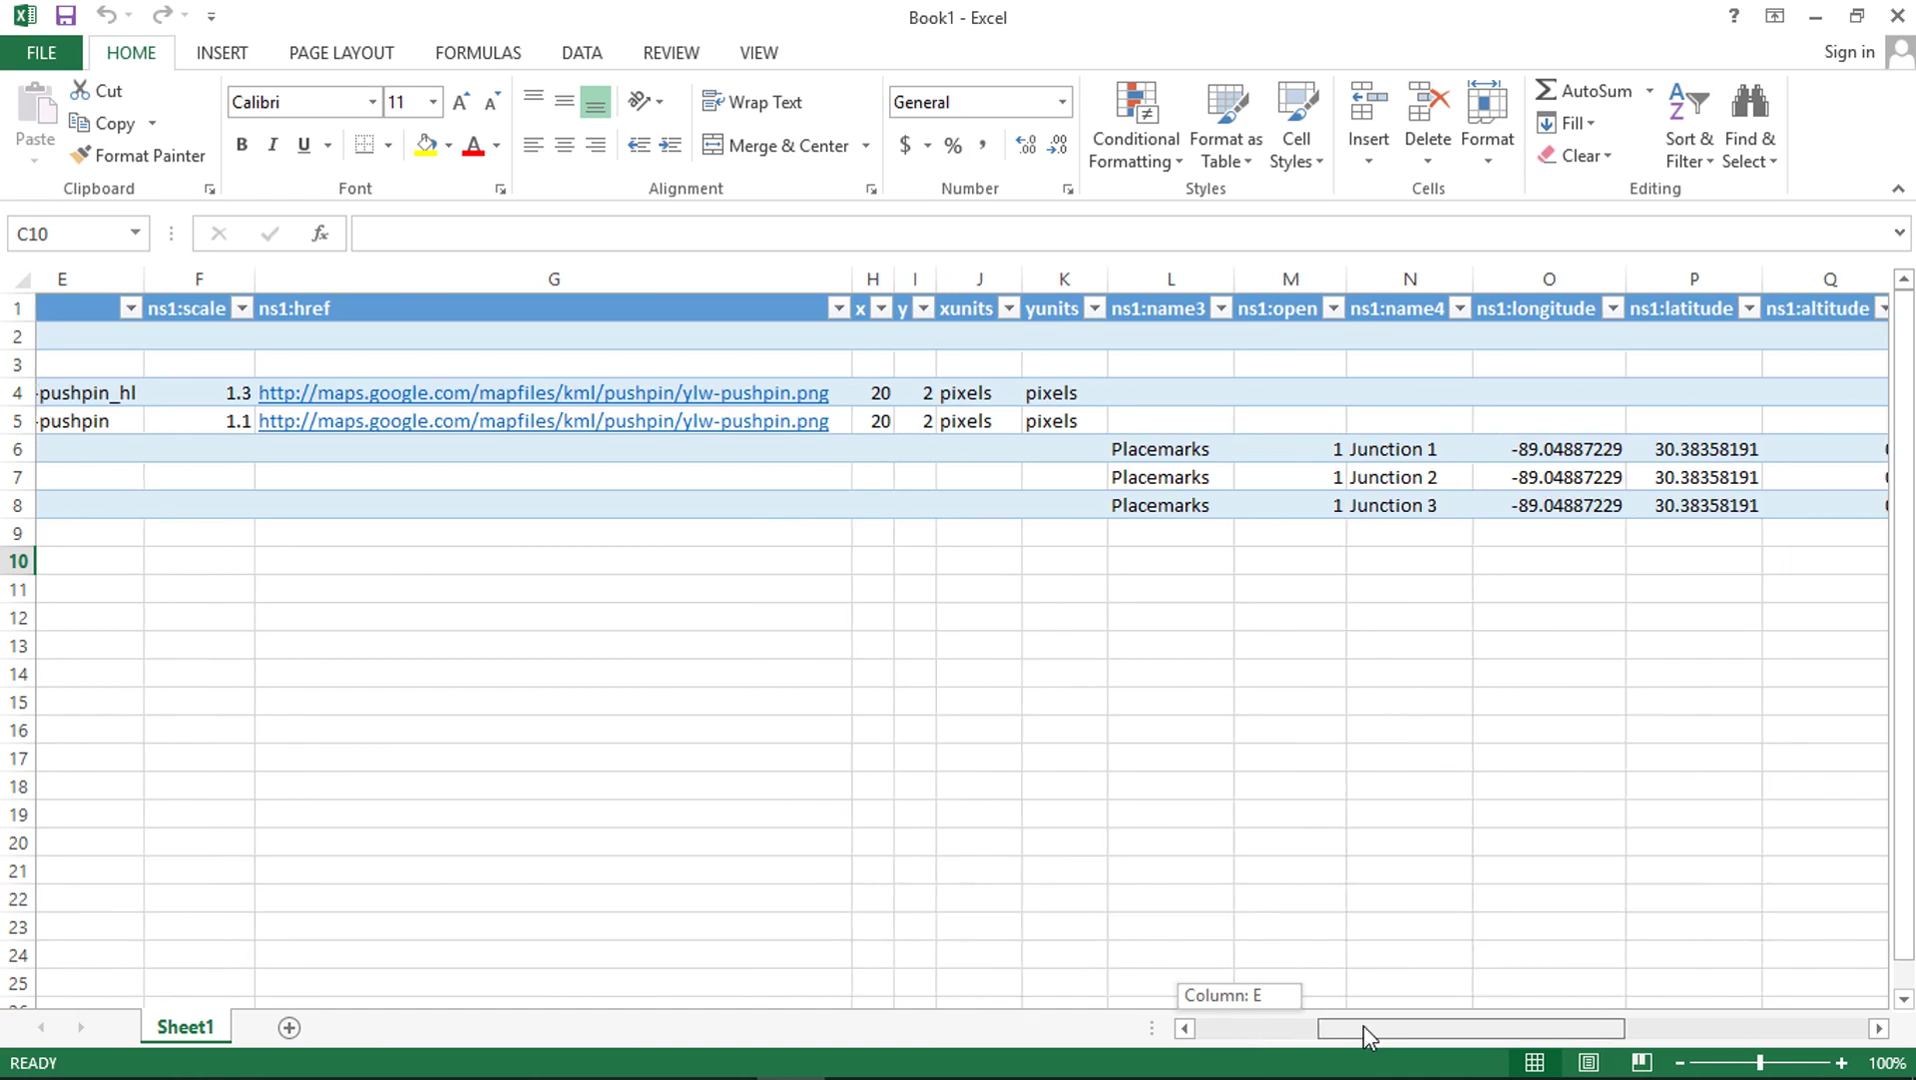 Book1 - Excel
?
FILE HOME INSERT PAGE LAYOUT FORMULAS DATA REVIEW VIEW
Sign in
Paste
Cut
Copy
Format Painter
Clipboard
Calibri 11
B I U A
Font
Wrap Text
Merge & Center
Alignment
General
$ % , .0 .00
Number
Conditional Formatting
Format as Table
Cell Styles
Styles
Insert Delete Format
Cells
AutoSum
Fill
Clear
Sort & Filter
Find & Select
Editing
C10 fx
E F G H I J K L M N O P Q
1 ns1:scale ns1:href x y xunits yunits ns1:name3 ns1:open ns1:name4 ns1:longitude ns1:latitude ns1:altitude
2
3
4 -pushpin_hl 1.3 http://maps.google.com/mapfiles/kml/pushpin/ylw-pushpin.png 20 2 pixels pixels
5 -pushpin 1.1 http://maps.google.com/mapfiles/kml/pushpin/ylw-pushpin.png 20 2 pixels pixels
6 Placemarks 1 Junction 1 -89.04887229 30.38358191
7 Placemarks 1 Junction 2 -89.04887229 30.38358191
8 Placemarks 1 Junction 3 -89.04887229 30.38358191
9
10
11
12
13
14
15
16
17
18
19
20
21
22
23
24
25
Column: E
Sheet1
READY 100%